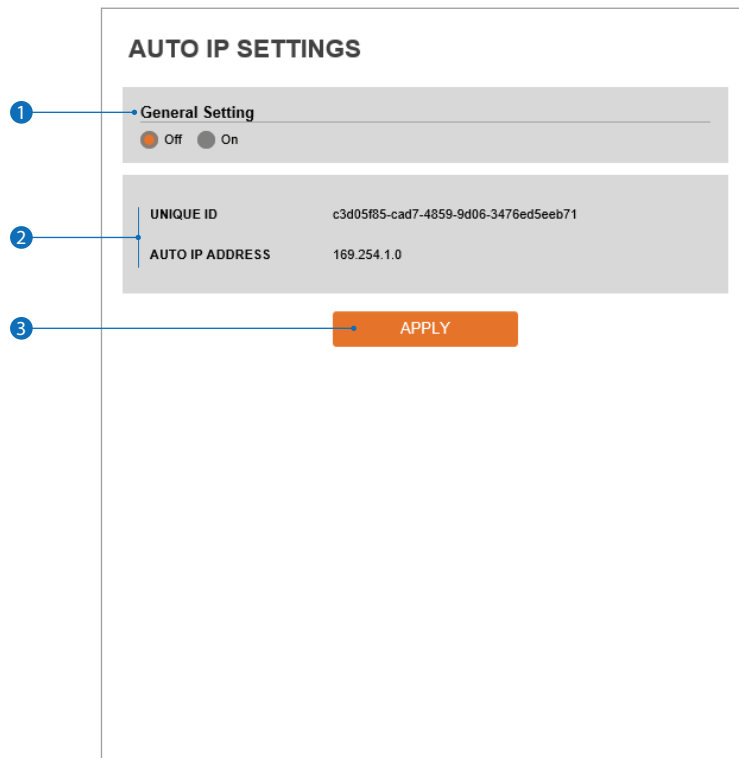 AUTO IP SETTINGS
1
General Setting
Off On
2
UNIQUE ID c3d05f85-cad7-4859-9d06-3476ed5eeb71
AUTO IP ADDRESS 169.254.1.0
3
APPLY